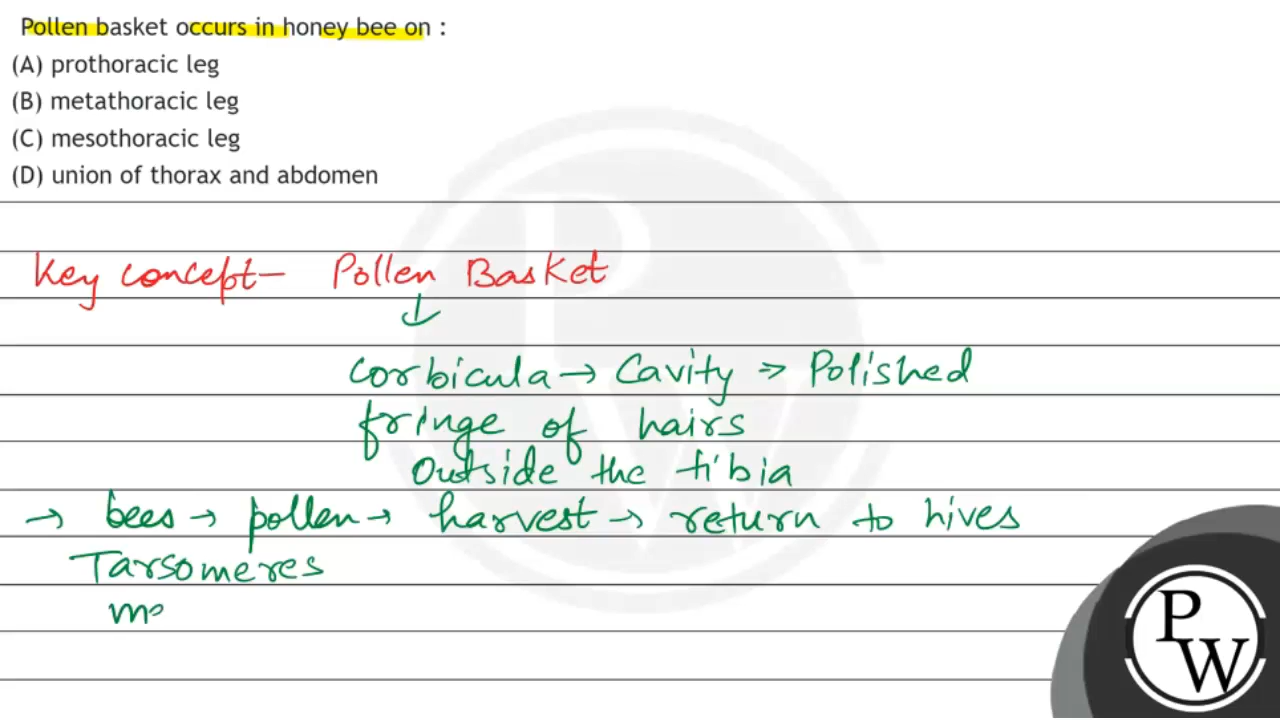 Pollen basket occurs in honey bee on :
(A) prothoracic leg
(B) metathoracic leg
(C) mesothoracic leg
(D) union of thorax and abdomen
Key concept- Pollen Basket
↓
corbicula → Cavity => Polished
fringe of hairs
outside the tibia
→ bees → pollen → harvest → return to hives
Tarsomeres
PW